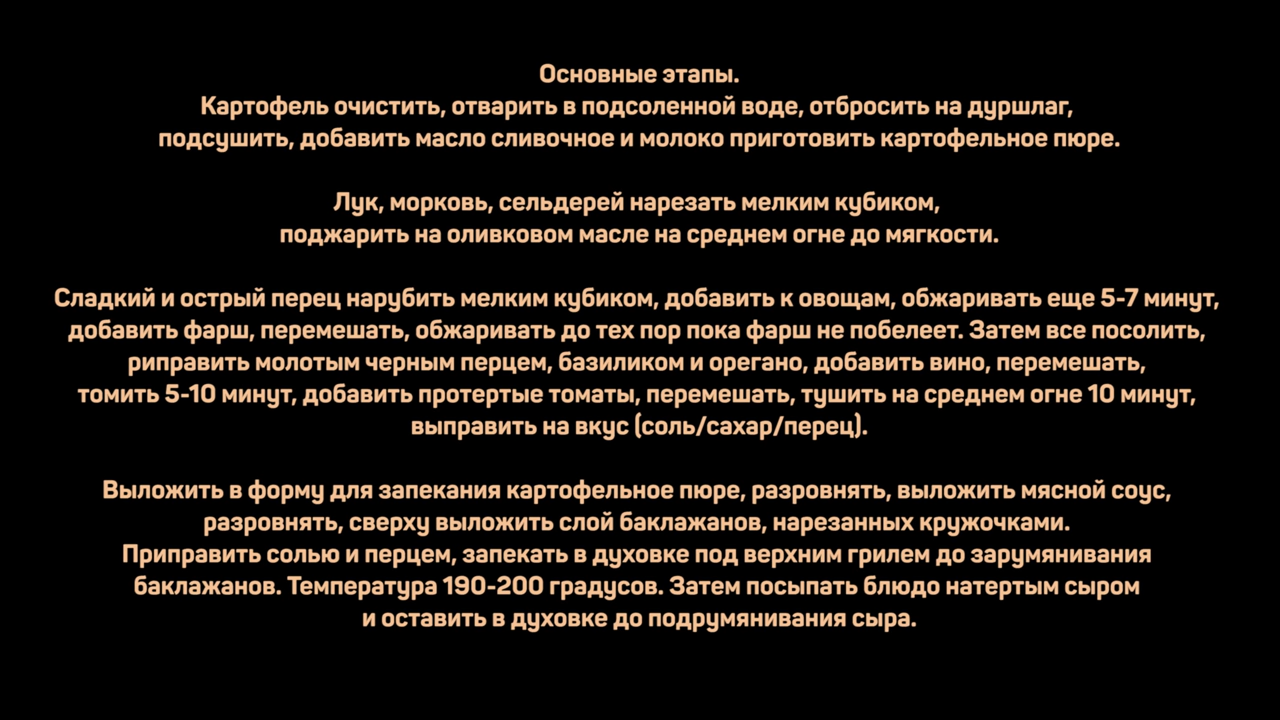 Основные этапы.
Картофель очистить, отварить в подсоленной воде, отбросить на дуршлаг,
подсушить, добавить масло сливочное и молоко приготовить картофельное пюре.
Лук, морковь, сельдерей нарезать мелким кубиком,
поджарить на оливковом масле на среднем огне до мягкости.
Сладкий и острый перец нарубить мелким кубиком, добавить к овощам, обжаривать еще 5-7 минут,
добавить фарш, перемешать, обжаривать до тех пор пока фарш не побелеет. Затем все посолить,
риправить молотым черным перцем, базиликом и орегано, добавить вино, перемешать,
томить 5-10 минут, добавить протертые томаты, перемешать, тушить на среднем огне 10 минут,
выправить на вкус (соль/сахар/перец).
Выложить в форму для запекания картофельное пюре, разровнять, выложить мясной соус,
разровнять, сверху выложить слой баклажанов, нарезанных кружочками.
Приправить солью и перцем, запекать в духовке под верхним грилем до зарумянивания
баклажанов. Температура 190-200 градусов. Затем посыпать блюдо натертым сыром
и оставить в духовке до подрумянивания сыра.